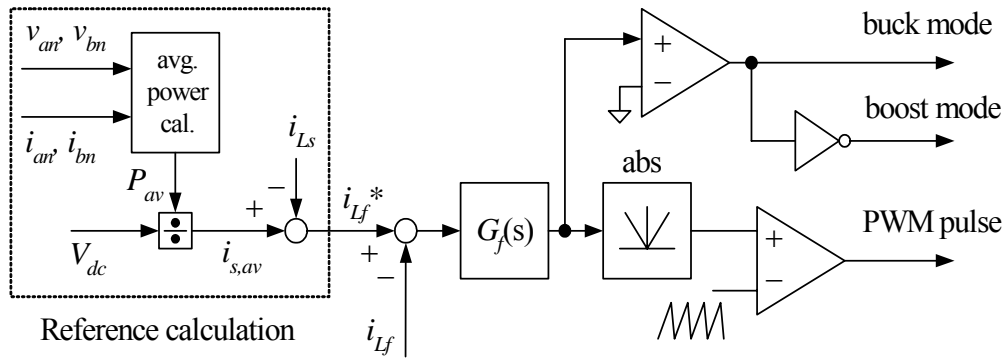 v_an, v_bn
avg.
power
cal.
i_an, i_bn
P_av
V_dc
÷
+
−
i_Ls
i_s,av
i_Lf*
+
−
i_Lf
Reference calculation
G_f(s)
abs
+
−
buck mode
boost mode
+
−
PWM pulse